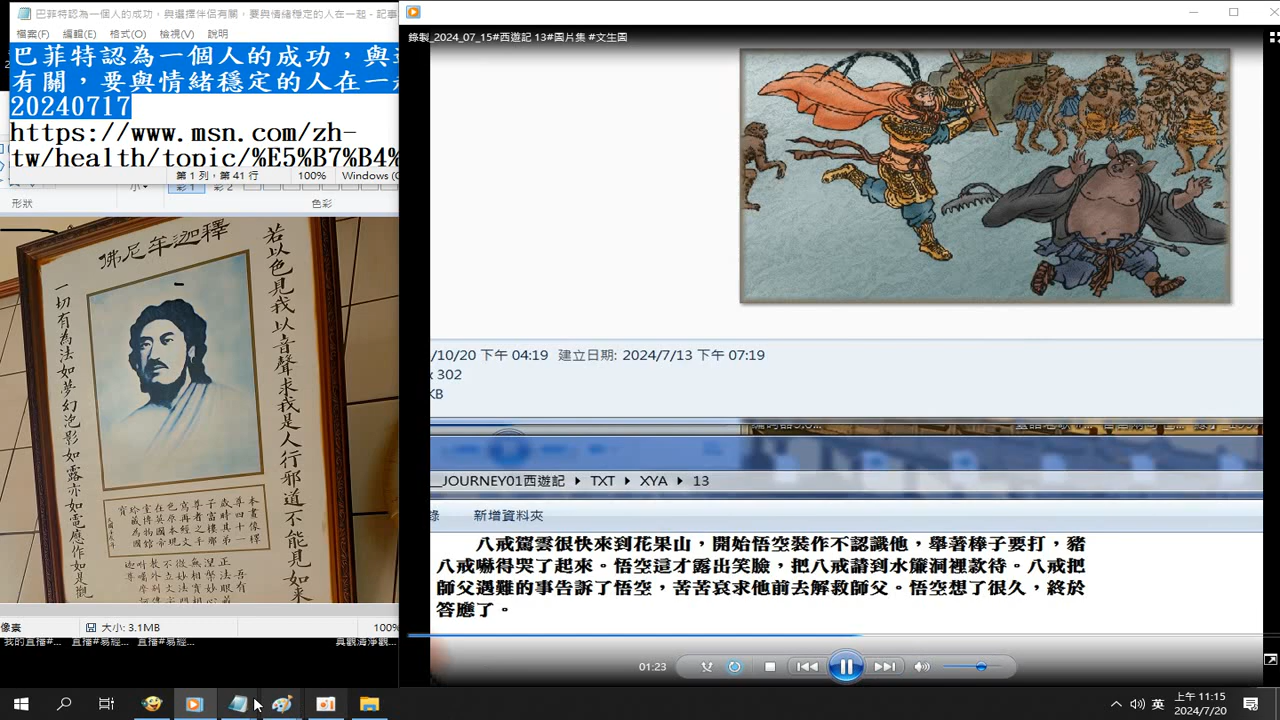 巴菲特認為一個人的成功，與選擇伴侶有關，要與情緒穩定的人在一起 - 記事
檔案(F) 編輯(E) 格式(O) 檢視(V) 說明
巴菲特認為一個人的成功，與
有關，要與情緒穩定的人在一
20240717
https://www.msn.com/zh-
tw/health/topic/%E5%B7%B4%
第 1 列，第 41 行 100% Windows (C
小 彩 1 彩 2
形狀 色彩
釋迦牟尼佛
若以色見我以音聲求我是人行邪道不能見如來
一切有為法如夢幻泡影如露亦如電應作如是觀
像素 大小: 3.1MB 100%
我的直播#... 直播#易經... 直播#易經... 真觀清淨觀...
錄製_2024_07_15#西遊記 13#圖片集 #文生圖
/10/20 下午 04:19 建立日期: 2024/7/13 下午 07:19
x 302
KB
_JOURNEY01西遊記 TXT XYA 13
新增資料夾
八戒駕雲很快來到花果山，開始悟空裝作不認識他，舉著棒子要打，豬
八戒嚇得哭了起來。悟空這才露出笑臉，把八戒請到水簾洞裡款待。八戒把
師父遇難的事告訴了悟空，苦苦哀求他前去解救師父。悟空想了很久，終於
答應了。
01:23
英 上午 11:15
2024/7/20